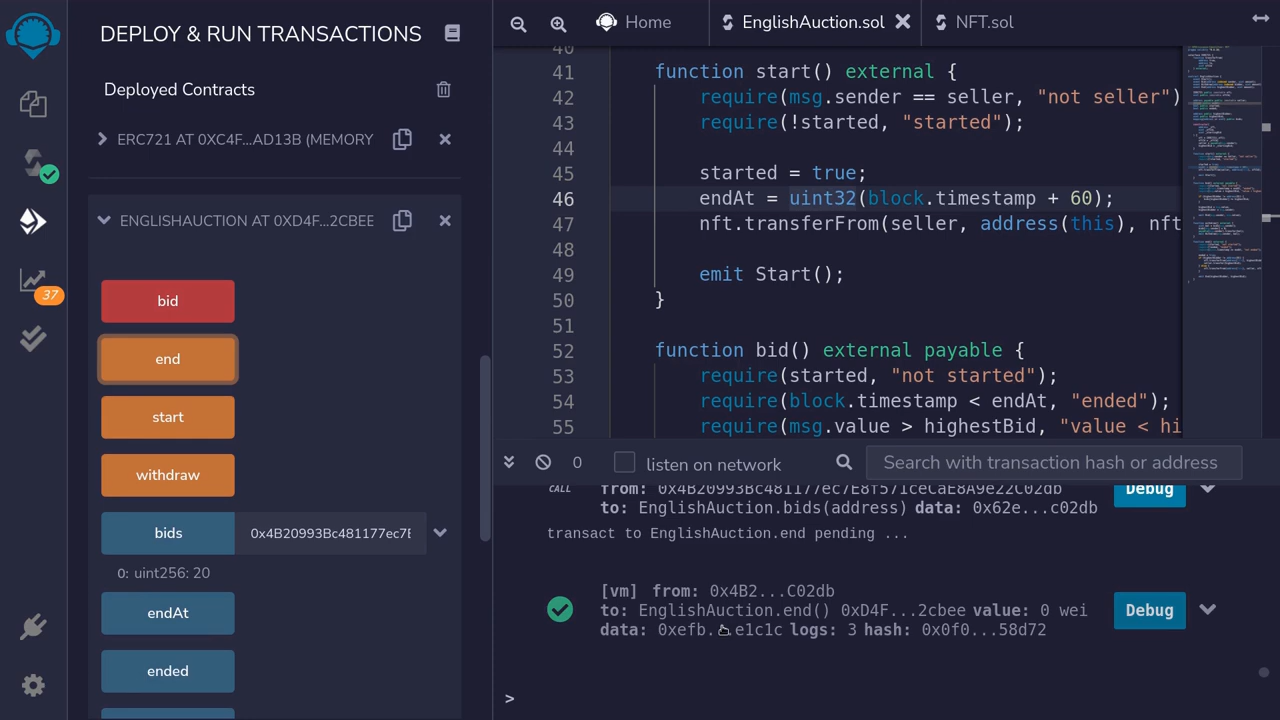 DEPLOY & RUN TRANSACTIONS
Deployed Contracts
ERC721 AT 0XC4F...AD13B (MEMORY
ENGLISHAUCTION AT 0XD4F...2CBEE
bid
end
start
withdraw
bids 0x4B20993Bc481177ec7E
0: uint256: 20
endAt
ended
37
Home
EnglishAuction.sol
NFT.sol
40
41 function start() external {
42 require(msg.sender == seller, "not seller")
43 require(!started, "started");
44
45 started = true;
46 endAt = uint32(block.timestamp + 60);
47 nft.transferFrom(seller, address(this), nft
48
49 emit Start();
50 }
51
52 function bid() external payable {
53 require(started, "not started");
54 require(block.timestamp < endAt, "ended");
55 require(msg.value > highestBid, "value < hi
0 listen on network Search with transaction hash or address
CALL from: 0x4B20993Bc481177ec7E8f571ceCaE8A9e22C02db Debug
to: EnglishAuction.bids(address) data: 0x62e...c02db
transact to EnglishAuction.end pending ...
[vm] from: 0x4B2...C02db
to: EnglishAuction.end() 0xD4F...2cbee value: 0 wei Debug
data: 0xefb...e1c1c logs: 3 hash: 0x0f0...58d72
>